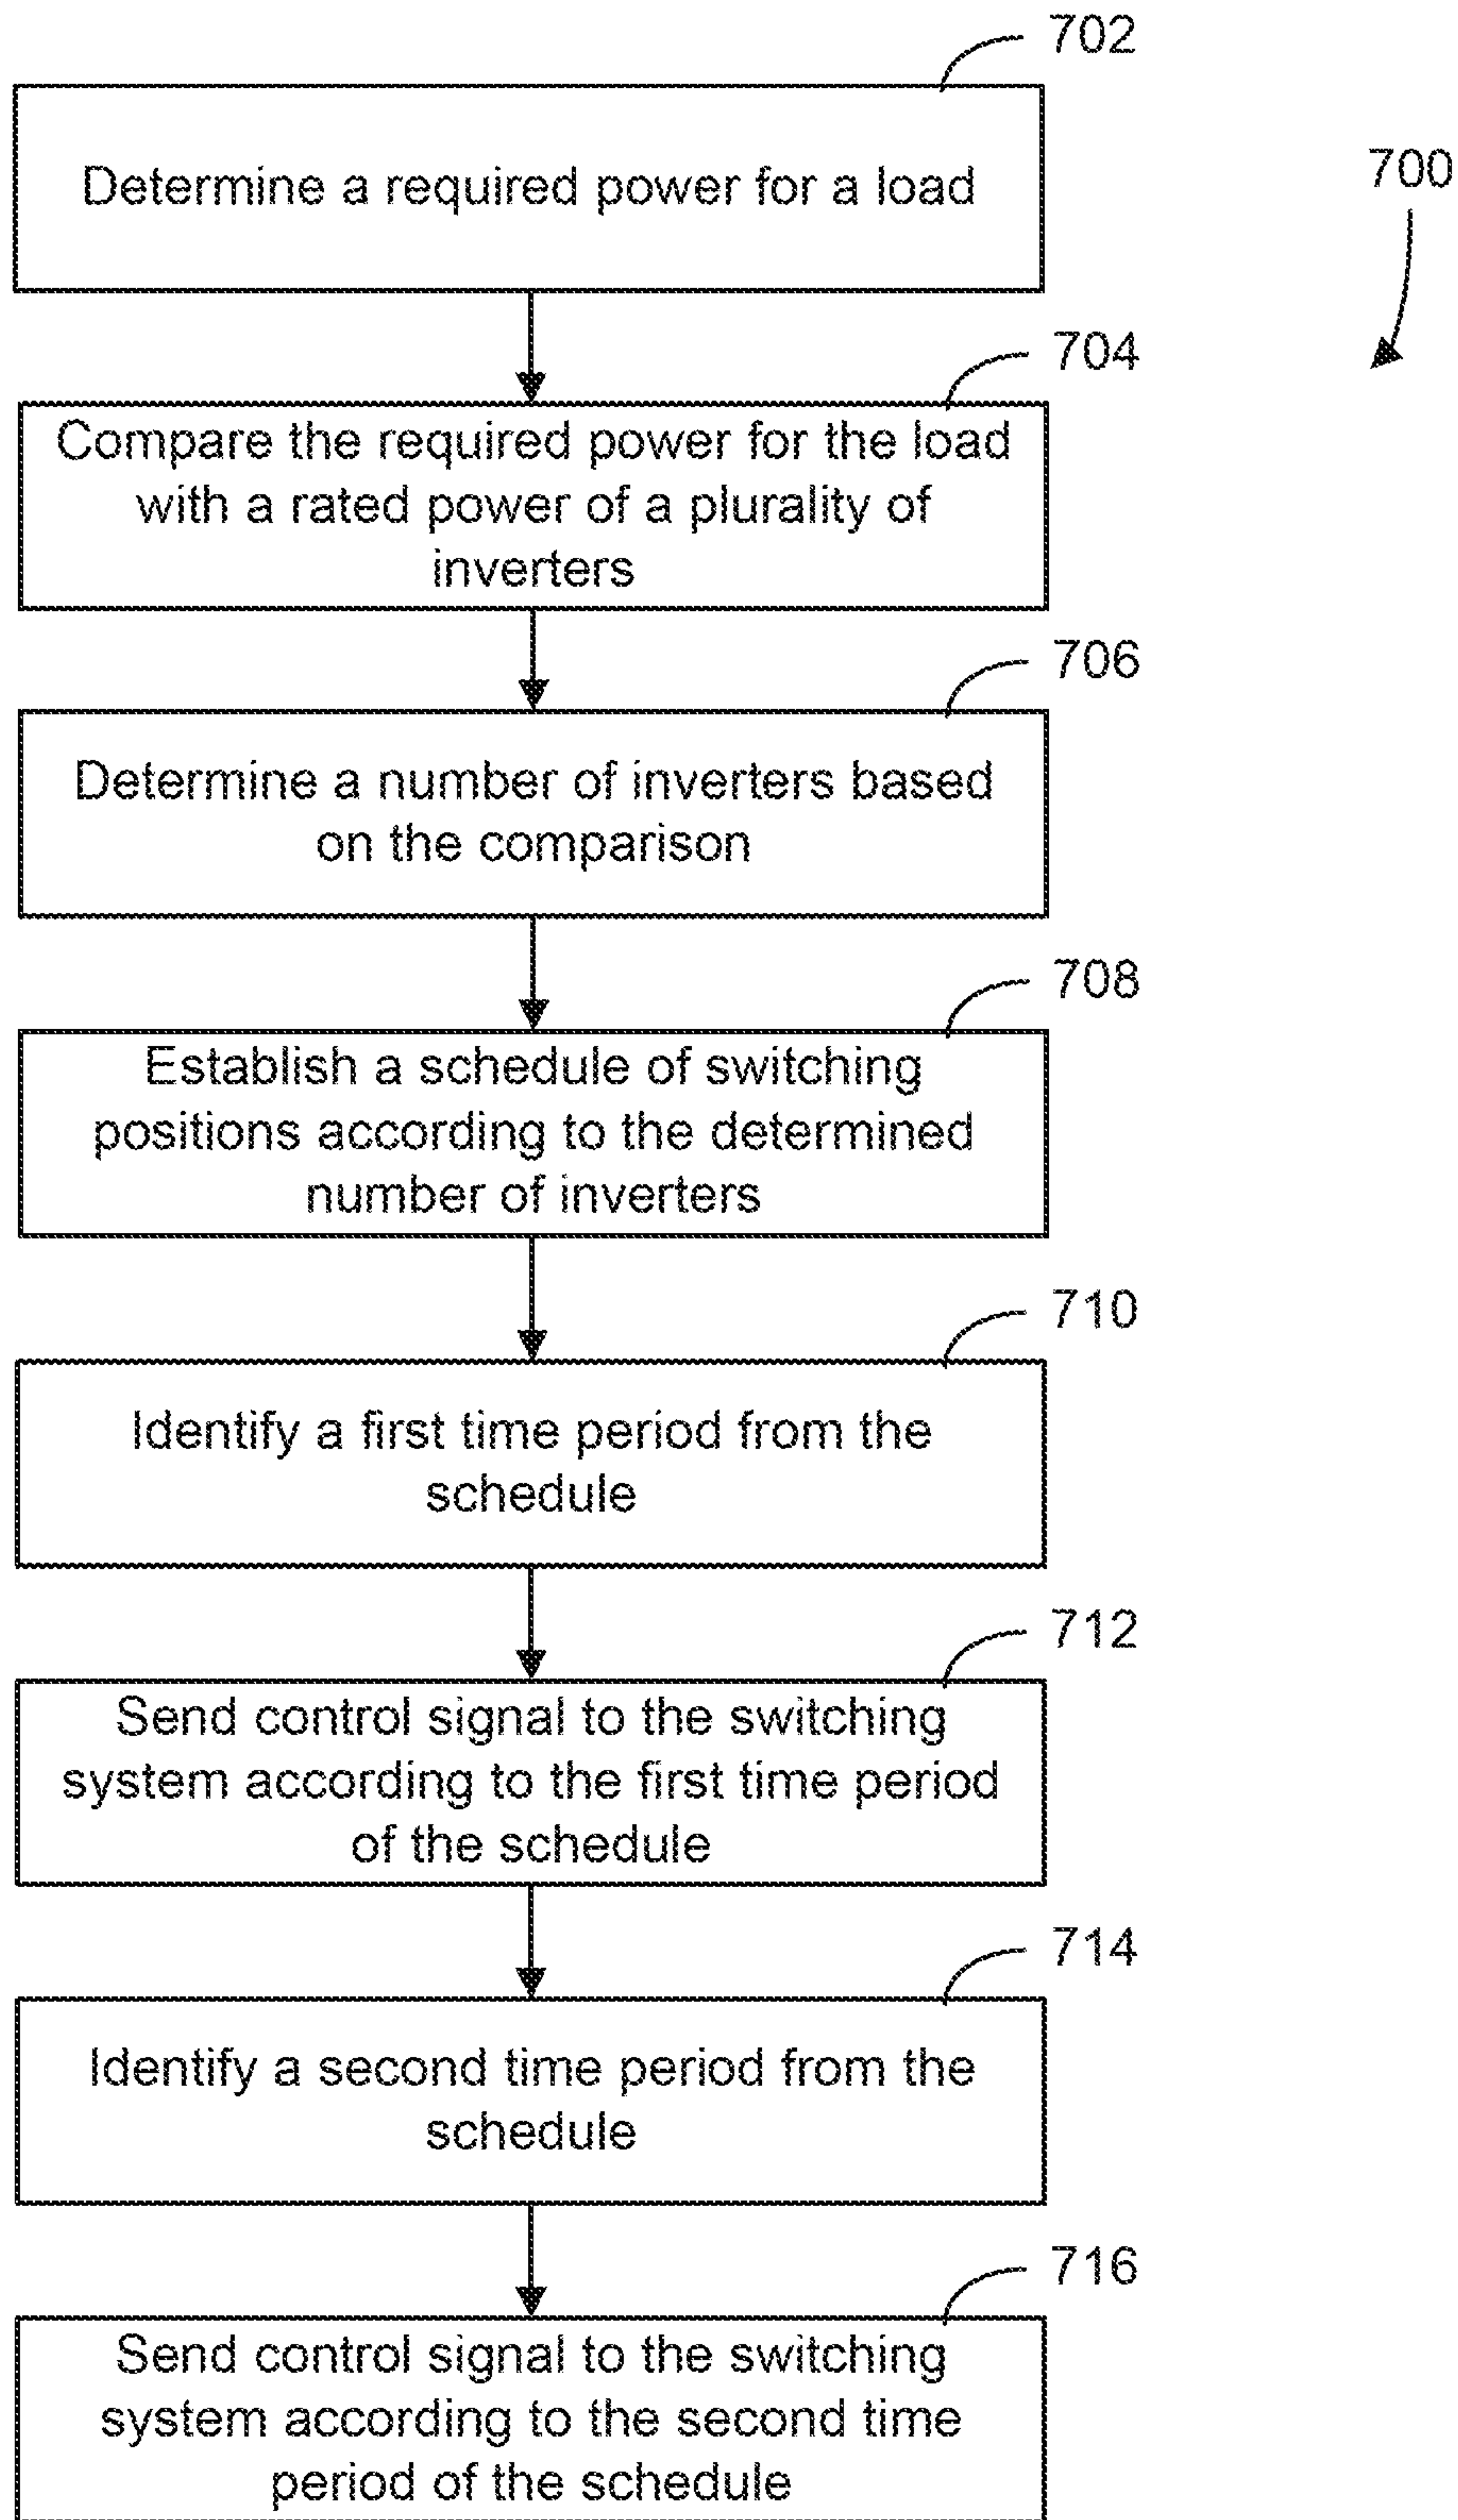 702
Determine a required power for a load
700
704
Compare the required power for the load
with a rated power of a plurality of
inverters
706
Determine a number of inverters based
on the comparison
708
Establish a schedule of switching
positions according to the determined
number of inverters
710
Identify a first time period from the
schedule
712
Send control signal to the switching
system according to the first time period
of the schedule
714
Identify a second time period from the
schedule
716
Send control signal to the switching
system according to the second time
period of the schedule